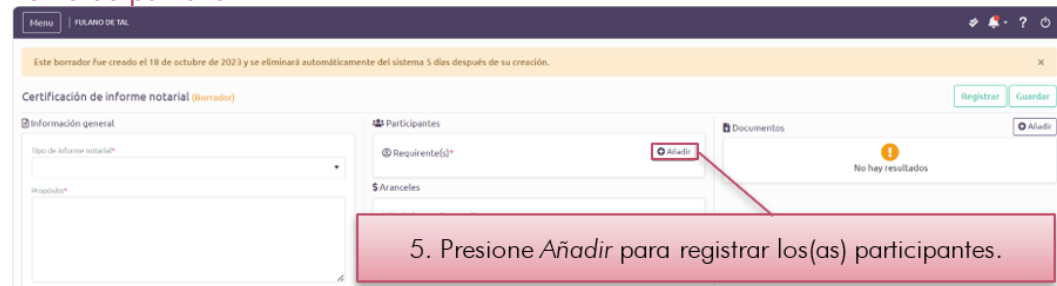 Menu | FULANO DE TAL
Este borrador fue creado el 18 de octubre de 2023 y se eliminará automáticamente del sistema 5 días después de su creación.
Certificación de informe notarial (Borrador)
Registrar
Guardar
Información general
Participantes
Documentos
Añadir
Tipo de informe notarial*
Requirente(s)*
Añadir
No hay resultados
Propósito*
Aranceles
5. Presione Añadir para registrar los(as) participantes.